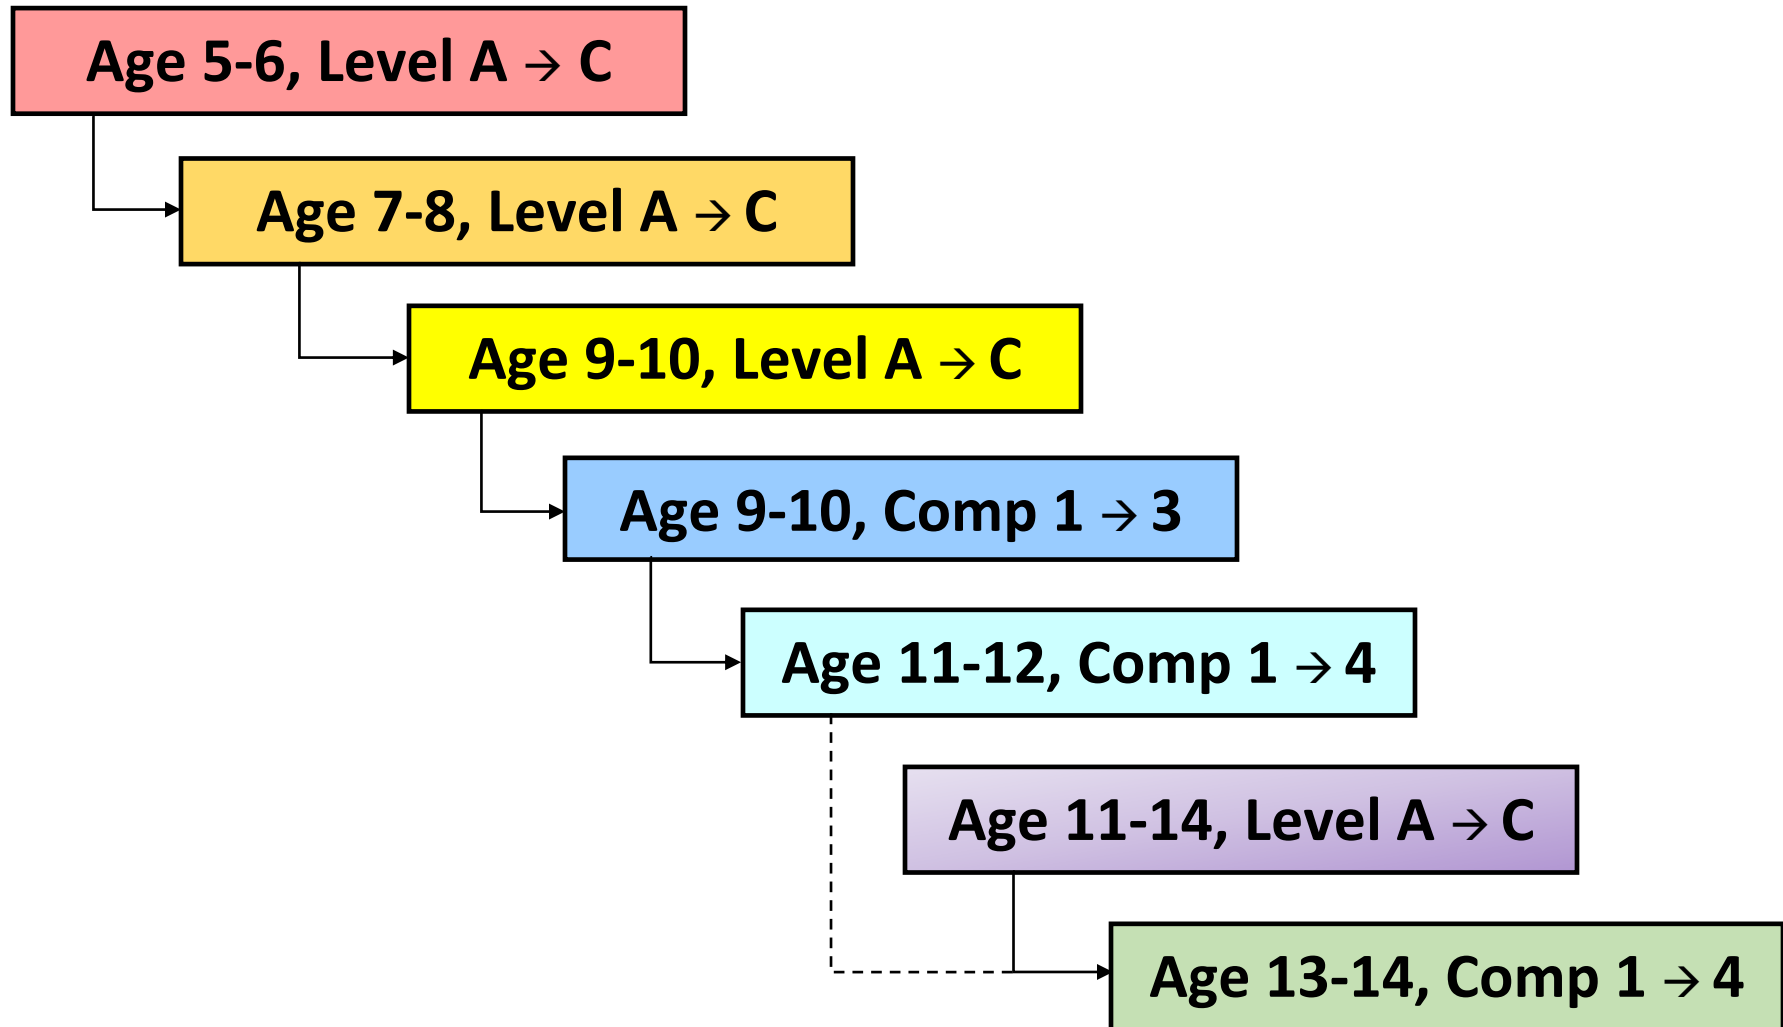 Age 5-6, Level A → C
Age 7-8, Level A → C
Age 9-10, Level A → C
Age 9-10, Comp 1 → 3
Age 11-12, Comp 1 → 4
Age 11-14, Level A → C
Age 13-14, Comp 1 → 4